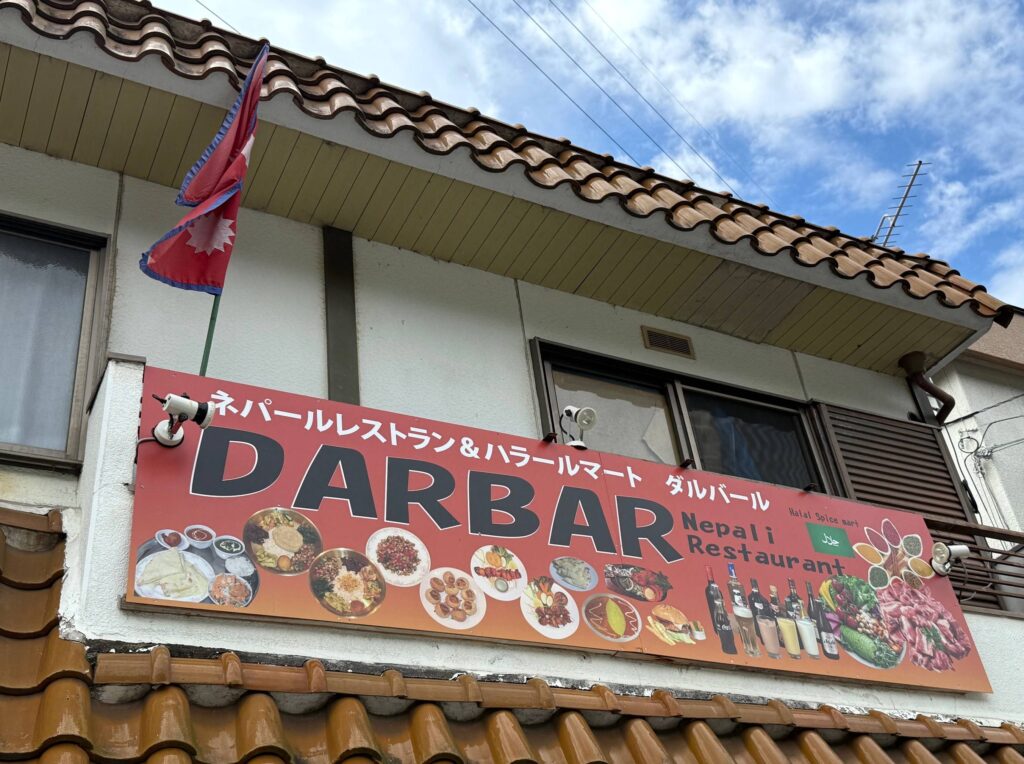 ネパールレストラン＆ハラールマート ダルバール
DARBAR
Nepali
Restaurant
Halal Spice mart
حلال